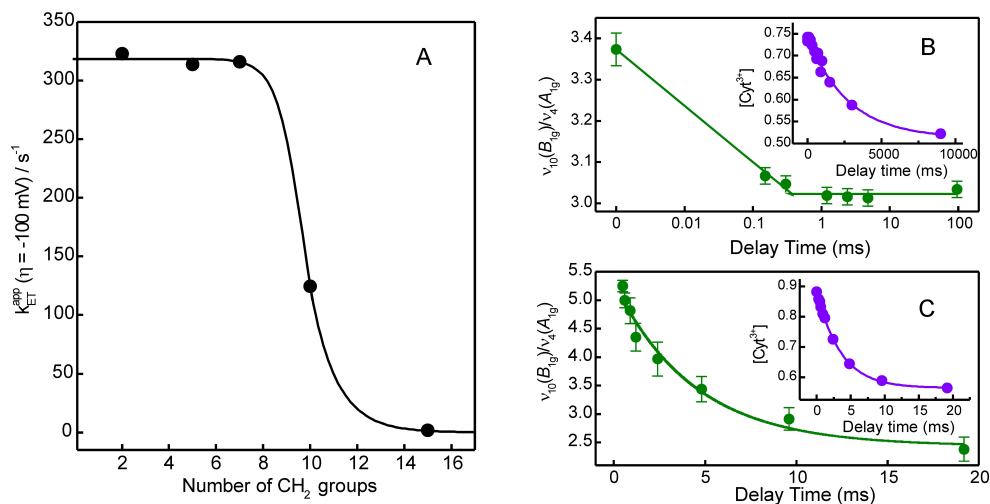 A
350
300
250
200
150
100
50
0
2 4 6 8 10 12 14 16
Number of CH₂ groups
k_ET^app (η = -100 mV) / s⁻¹
B
3.4
3.3
3.2
3.1
3.0
0 0.01 0.1 1 10 100
Delay Time (ms)
ν₁₀(B₁g)/ν₄(A₁g)
0.75
0.70
0.65
0.60
0.55
0.50
0 5000 10000
Delay time (ms)
[Cyt³⁺]
C
5.5
5.0
4.5
4.0
3.5
3.0
2.5
0 5 10 15 20
Delay Time (ms)
ν₁₀(B₁g)/ν₄(A₁g)
0.9
0.8
0.7
0.6
0 5 10 15 20
Delay time (ms)
[Cyt³⁺]